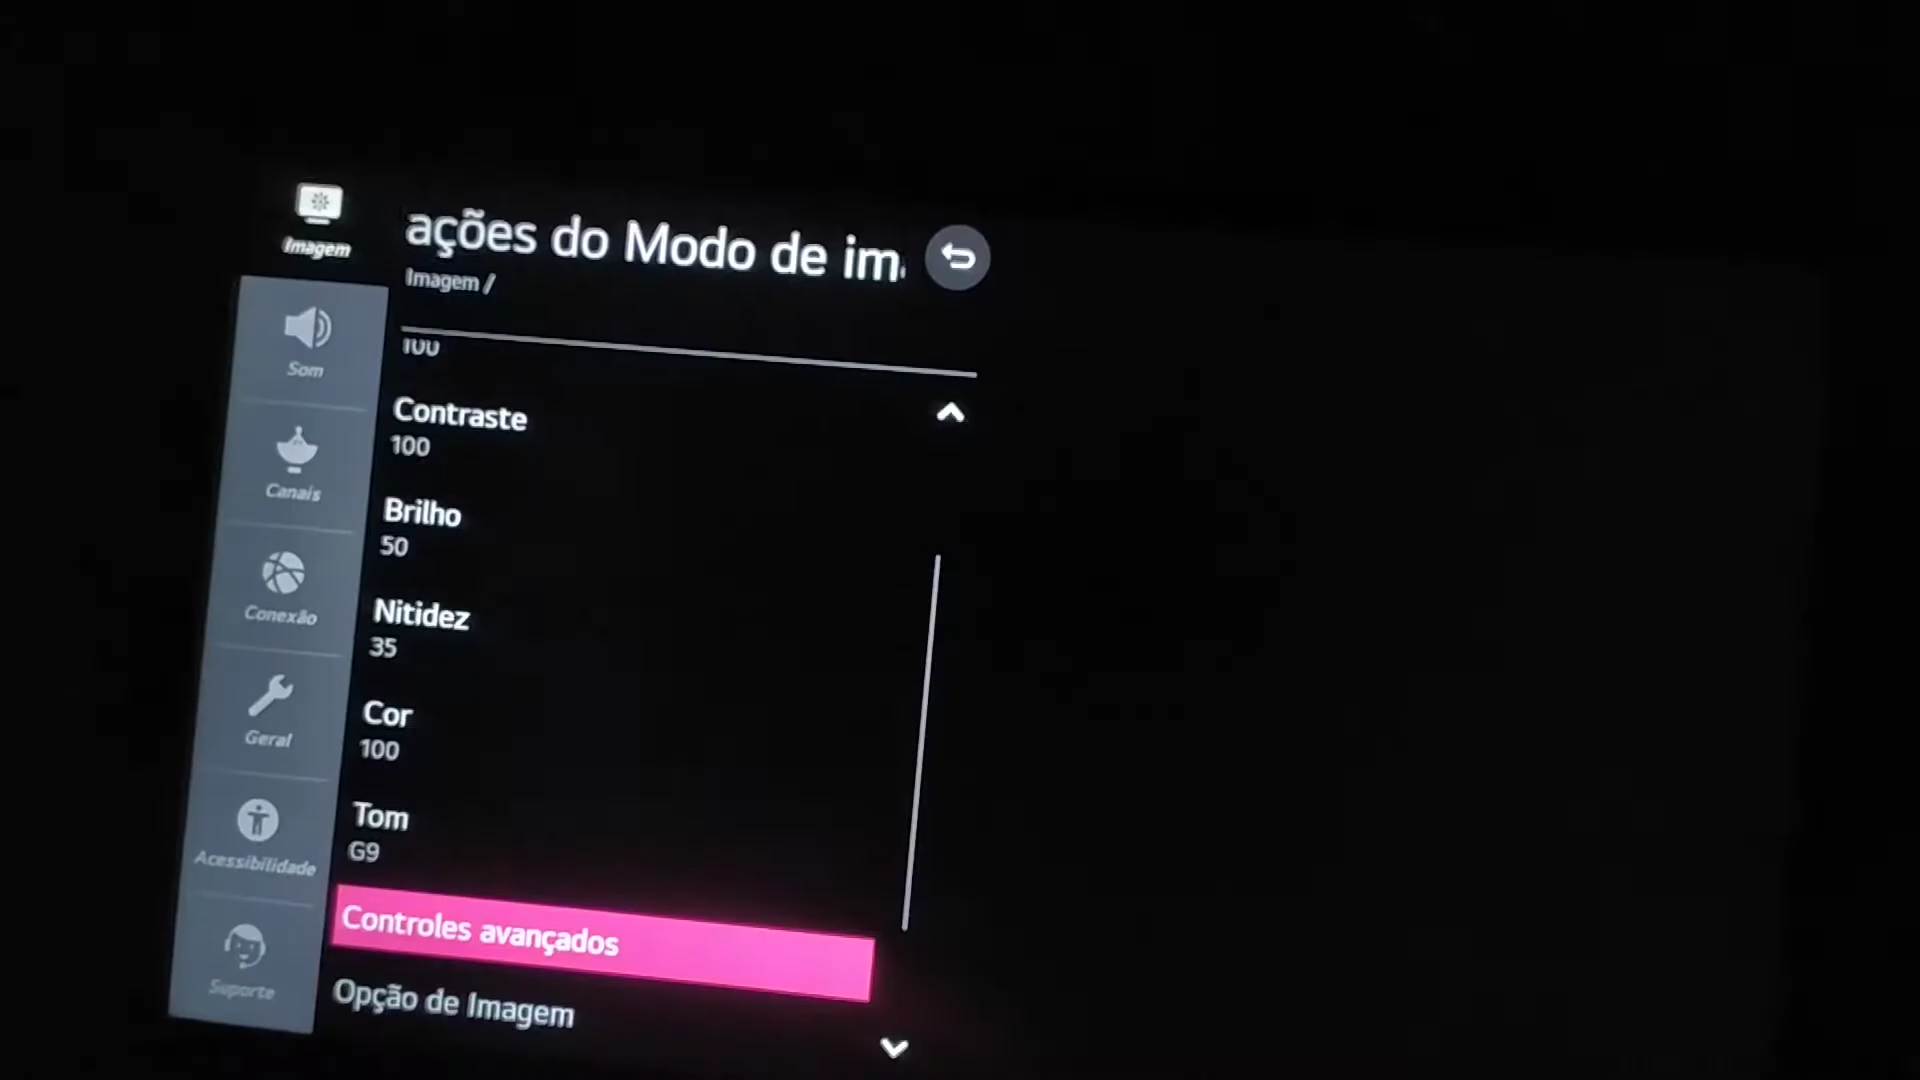 Imagem
Som
Canais
Conexão
Geral
Acessibilidade
Suporte
ações do Modo de im
Imagem /
100
Contraste
100
Brilho
50
Nitidez
35
Cor
100
Tom
G9
Controles avançados
Opção de Imagem